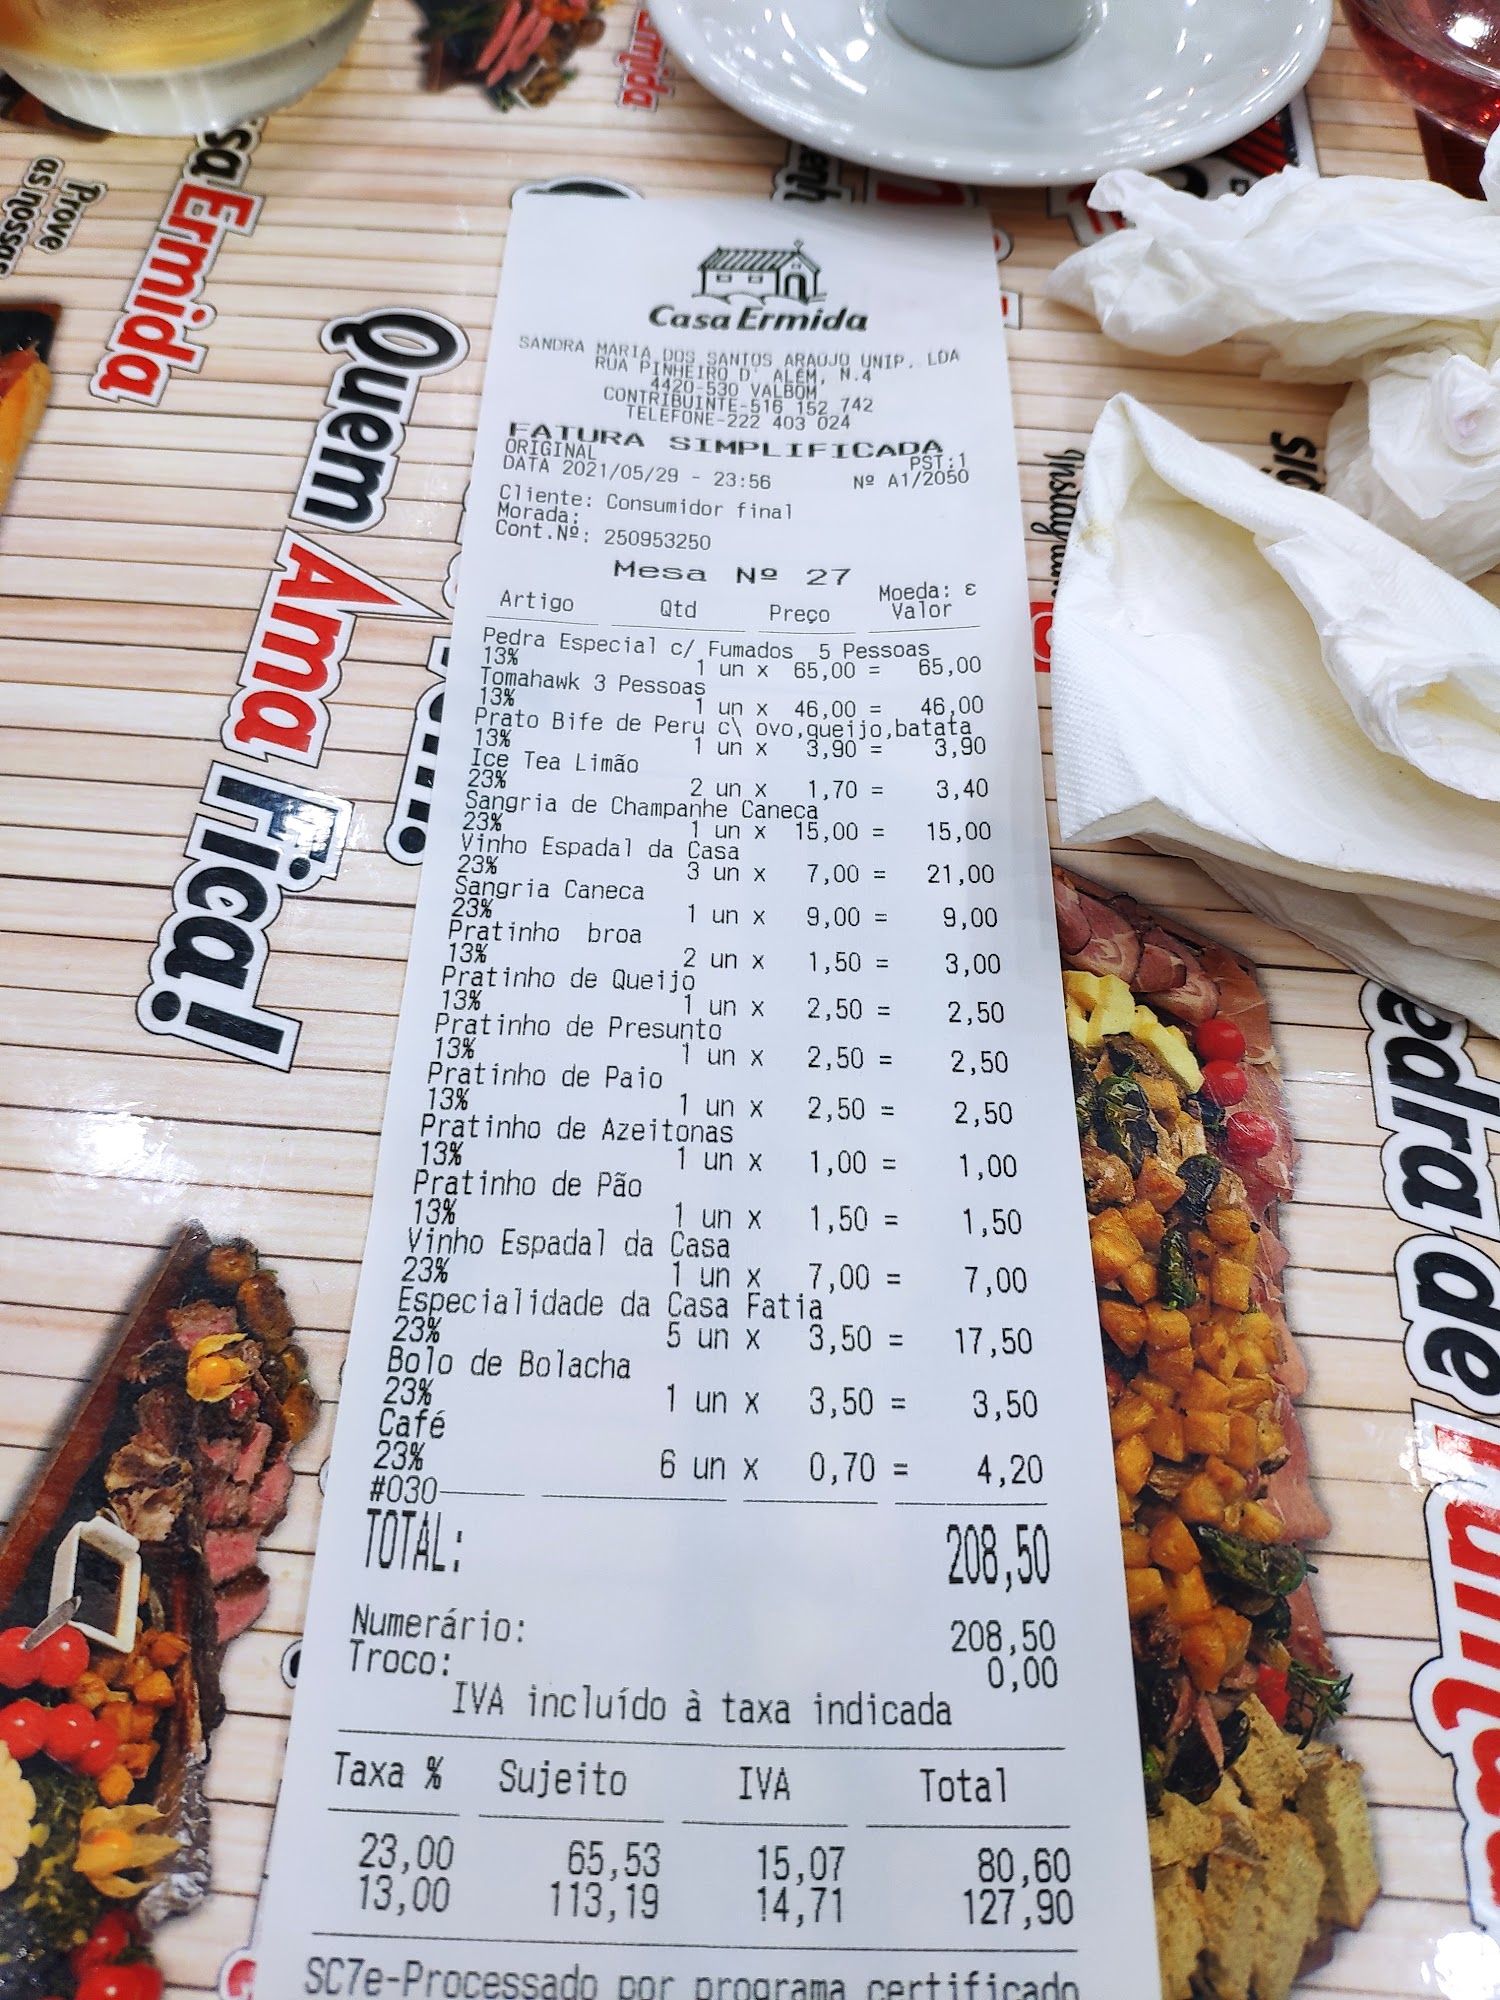 Casa Ermida
SANDRA MARIA DOS SANTOS ARAUJO UNIP. LDA
RUA PINHEIRO D' ALÉM, N.4
4420-530 VALBOM
CONTRIBUINTE-516 152 742
TELEFONE-222 403 024
FATURA SIMPLIFICADA
ORIGINAL PST:1
DATA 2021/05/29 - 23:56 Nº A1/2050
Cliente: Consumidor final
Morada:
Cont.Nº: 250953250
Mesa Nº 27
Moeda: €
Artigo Qtd Preço Valor
Pedra Especial c/ Fumados 5 Pessoas
13% 1 un x 65,00 = 65,00
Tomahawk 3 Pessoas
13% 1 un x 46,00 = 46,00
Prato Bife de Peru c\ ovo,queijo,batata
13% 1 un x 3,90 = 3,90
Ice Tea Limão
23% 2 un x 1,70 = 3,40
Sangria de Champanhe Caneca
23% 1 un x 15,00 = 15,00
Vinho Espadal da Casa
23% 3 un x 7,00 = 21,00
Sangria Caneca
23% 1 un x 9,00 = 9,00
Pratinho broa
13% 2 un x 1,50 = 3,00
Pratinho de Queijo
13% 1 un x 2,50 = 2,50
Pratinho de Presunto
13% 1 un x 2,50 = 2,50
Pratinho de Paio
13% 1 un x 2,50 = 2,50
Pratinho de Azeitonas
13% 1 un x 1,00 = 1,00
Pratinho de Pão
13% 1 un x 1,50 = 1,50
Vinho Espadal da Casa
23% 1 un x 7,00 = 7,00
Especialidade da Casa Fatia
23% 5 un x 3,50 = 17,50
Bolo de Bolacha
23% 1 un x 3,50 = 3,50
Café
23% 6 un x 0,70 = 4,20
#030
TOTAL: 208,50
Numerário: 208,50
Troco: 0,00
IVA incluído à taxa indicada
Taxa % Sujeito IVA Total
23,00 65,53 15,07 80,60
13,00 113,19 14,71 127,90
SC7e-Processado por programa certificado
Prove
as nossas
sa Ermida
Quem
Ama
Fica!
edra de